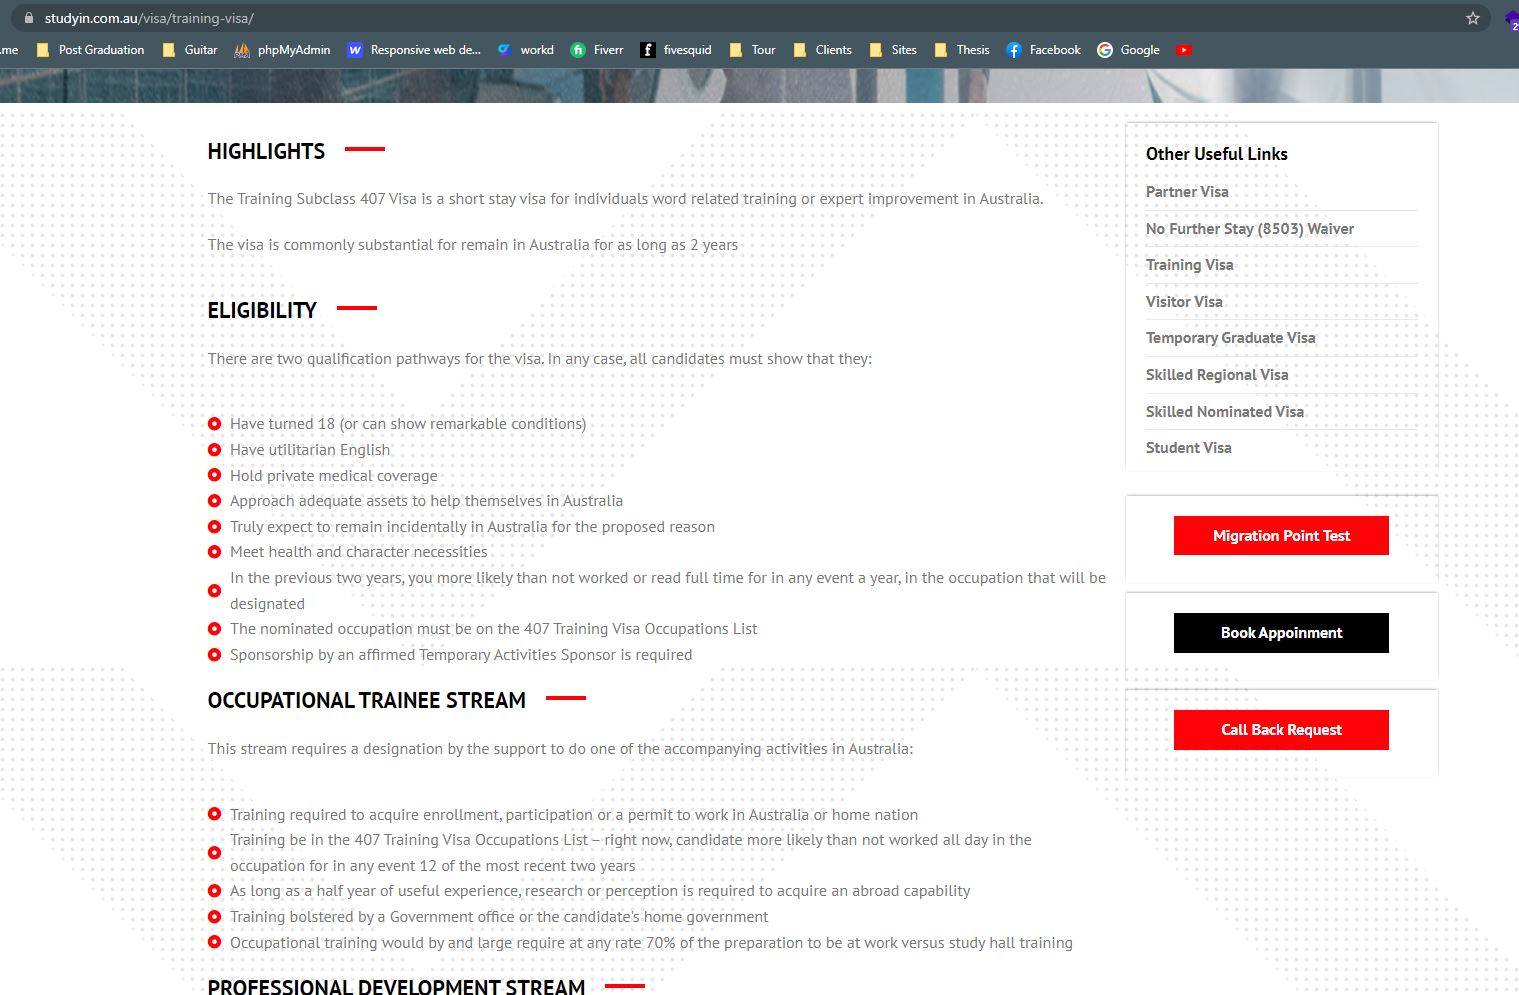 studyin.com.au/visa/training-visa/
.me Post Graduation Guitar phpMyAdmin Responsive web de... workd Fiverr fivesquid Tour Clients Sites Thesis Facebook Google
HIGHLIGHTS
The Training Subclass 407 Visa is a short stay visa for individuals word related training or expert improvement in Australia.
The visa is commonly substantial for remain in Australia for as long as 2 years
ELIGIBILITY
There are two qualification pathways for the visa. In any case, all candidates must show that they:
Have turned 18 (or can show remarkable conditions)
Have utilitarian English
Hold private medical coverage
Approach adequate assets to help themselves in Australia
Truly expect to remain incidentally in Australia for the proposed reason
Meet health and character necessities
In the previous two years, you more likely than not worked or read full time for in any event a year, in the occupation that will be
designated
The nominated occupation must be on the 407 Training Visa Occupations List
Sponsorship by an affirmed Temporary Activities Sponsor is required
OCCUPATIONAL TRAINEE STREAM
This stream requires a designation by the support to do one of the accompanying activities in Australia:
Training required to acquire enrollment, participation or a permit to work in Australia or home nation
Training be in the 407 Training Visa Occupations List – right now, candidate more likely than not worked all day in the
occupation for in any event 12 of the most recent two years
As long as a half year of useful experience, research or perception is required to acquire an abroad capability
Training bolstered by a Government office or the candidate's home government
Occupational training would by and large require at any rate 70% of the preparation to be at work versus study hall training
PROFESSIONAL DEVELOPMENT STREAM
Other Useful Links
Partner Visa
No Further Stay (8503) Waiver
Training Visa
Visitor Visa
Temporary Graduate Visa
Skilled Regional Visa
Skilled Nominated Visa
Student Visa
Migration Point Test
Book Appoinment
Call Back Request